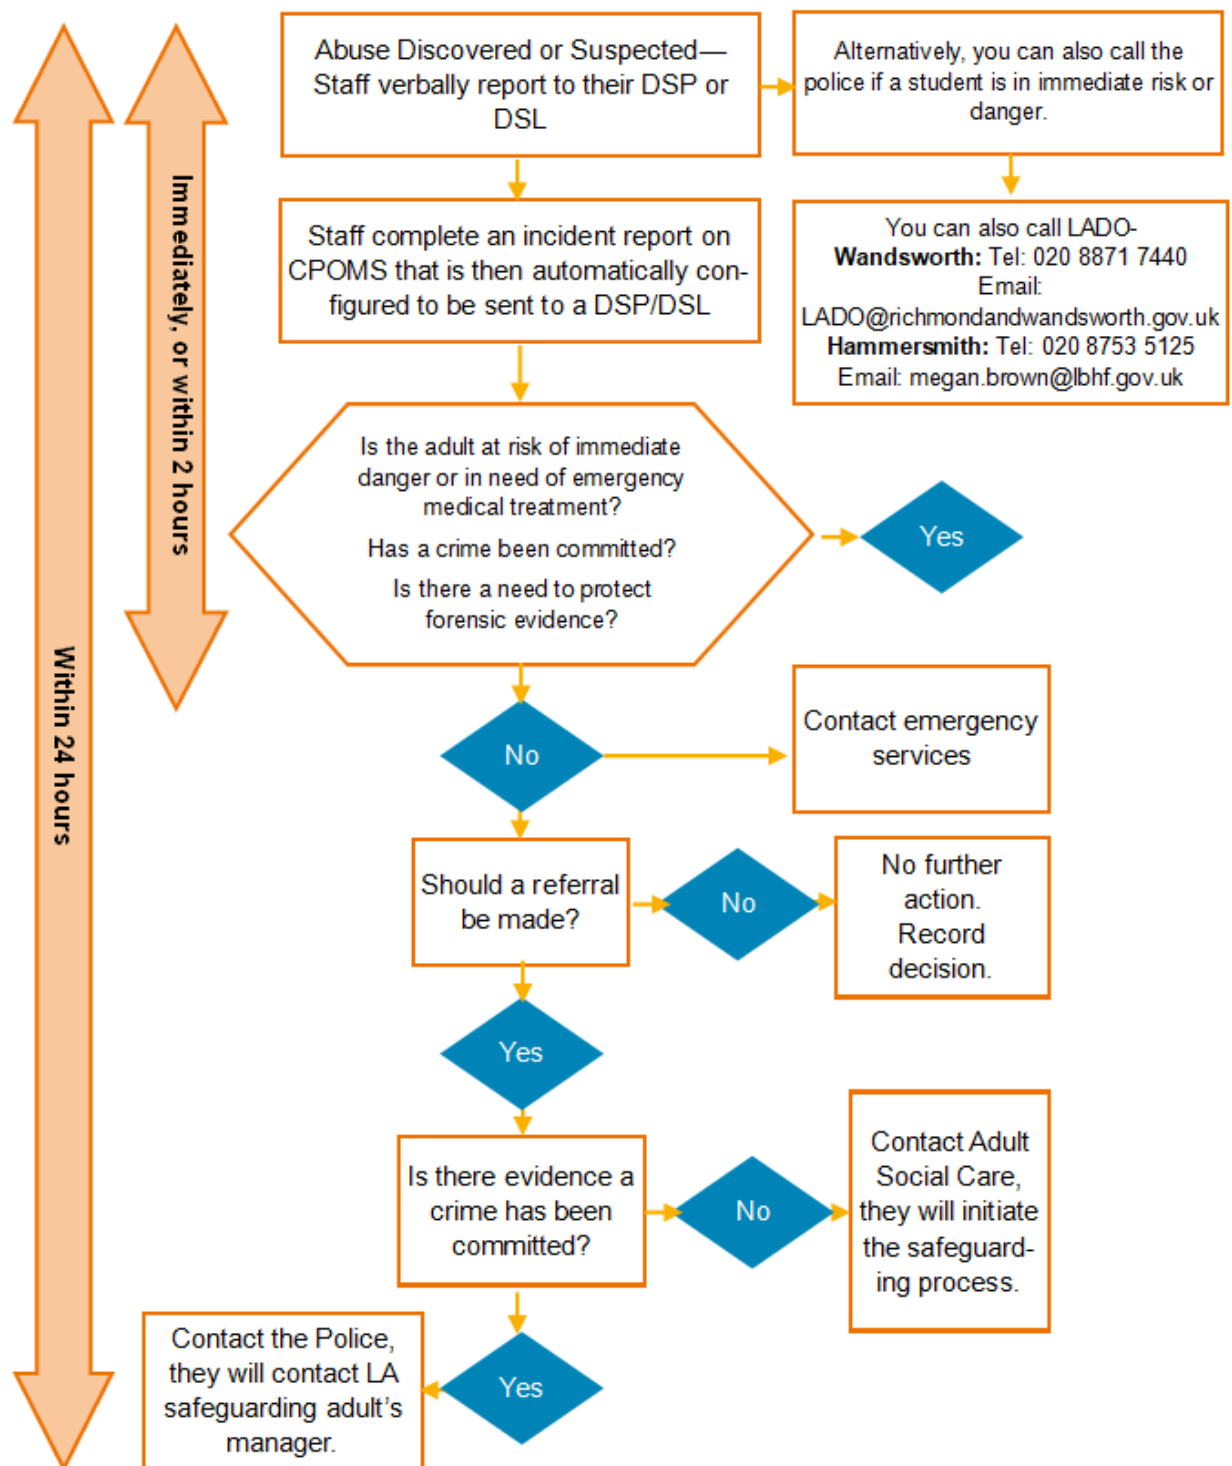 Abuse Discovered or Suspected—
Staff verbally report to their DSP or
DSL
Alternatively, you can also call the
police if a student is in immediate risk or
danger.
Staff complete an incident report on
CPOMS that is then automatically con-
figured to be sent to a DSP/DSL
You can also call LADO-
Wandsworth: Tel: 020 8871 7440
Email:
LADO@richmondandwandsworth.gov.uk
Hammersmith: Tel: 020 8753 5125
Email: megan.brown@lbhf.gov.uk
Immediately, or within 2 hours
Within 24 hours
Is the adult at risk of immediate
danger or in need of emergency
medical treatment?
Has a crime been committed?
Is there a need to protect
forensic evidence?
Yes
No
Contact emergency
services
Should a referral
be made?
No
No further
action.
Record
decision.
Yes
Is there evidence a
crime has been
committed?
No
Contact Adult
Social Care,
they will initiate
the safeguard-
ing process.
Yes
Contact the Police,
they will contact LA
safeguarding adult's
manager.